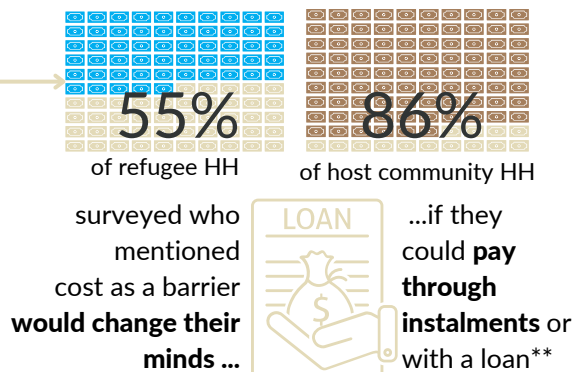 55%
of refugee HH
86%
of host community HH
surveyed who
mentioned
cost as a barrier
would change their
minds ...
LOAN
$
...if they
could pay
through
instalments or
with a loan**